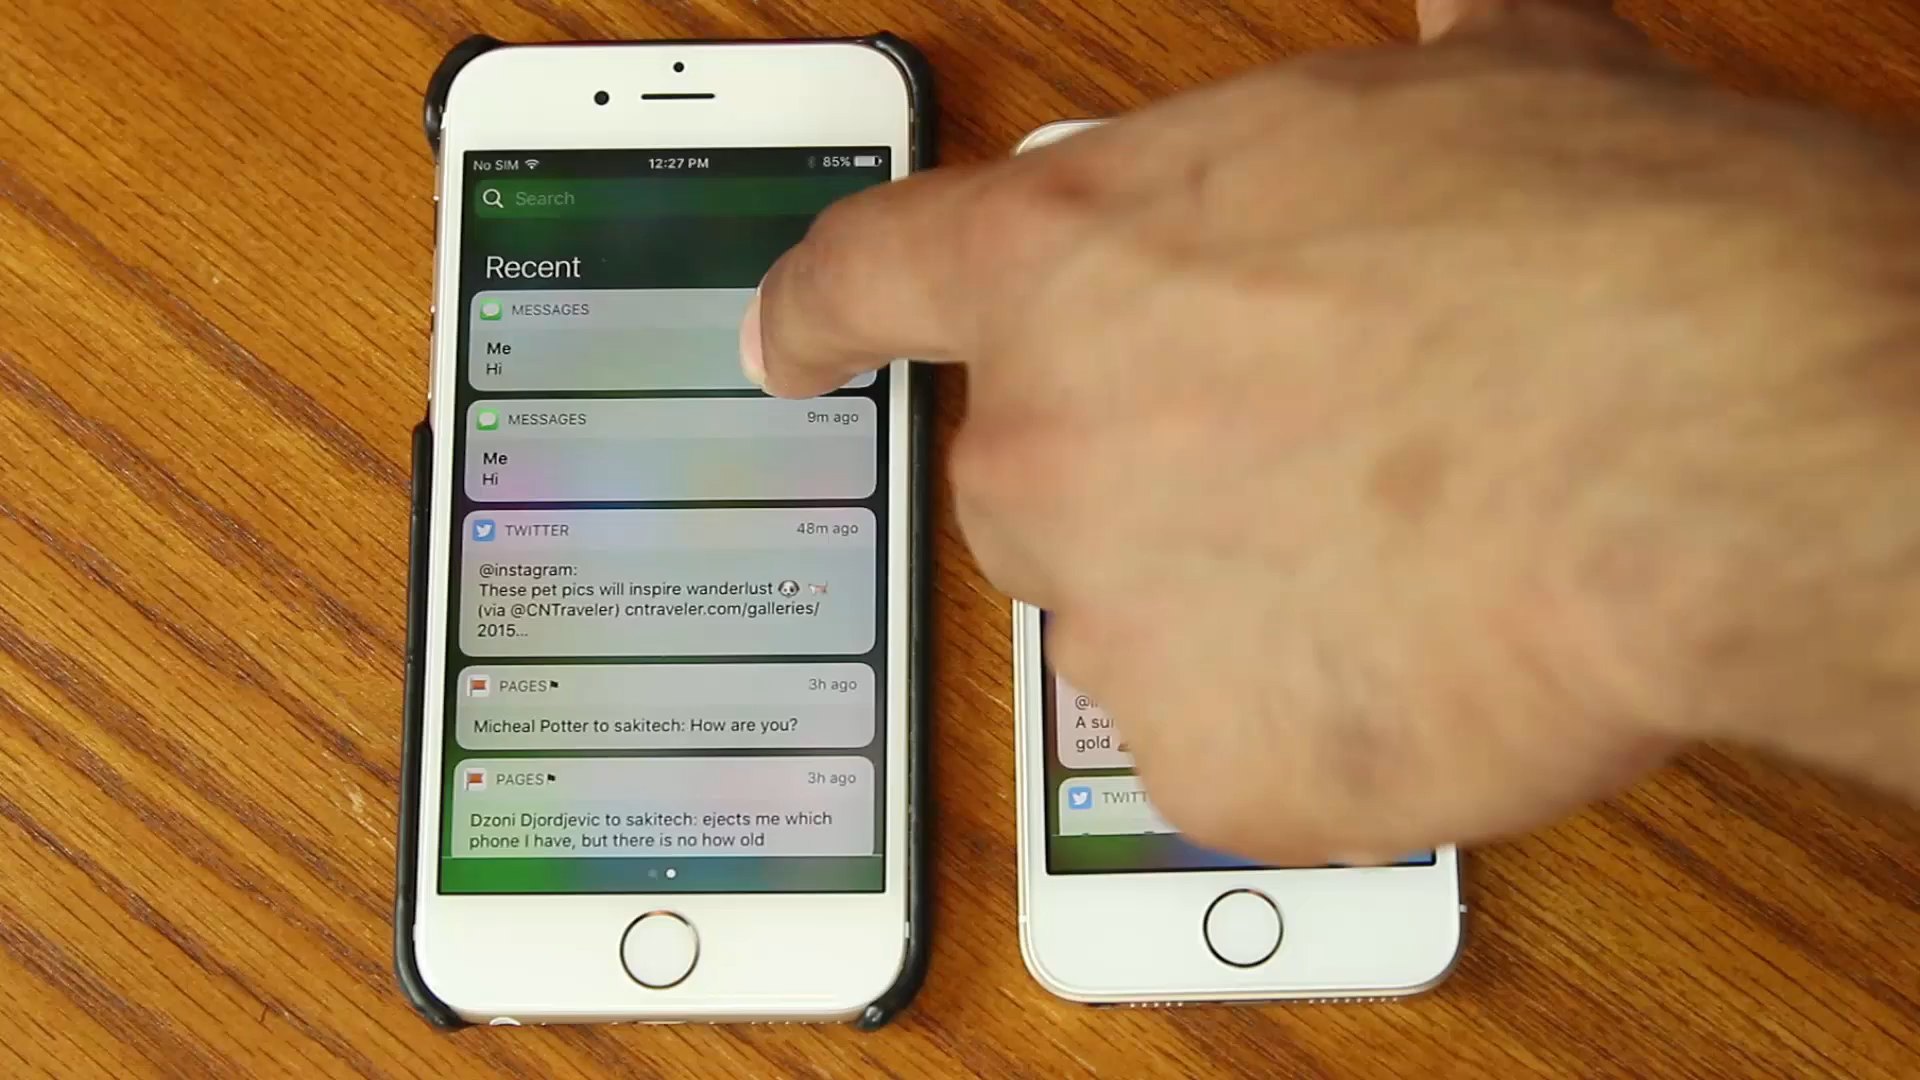 No SIM 12:27 PM 85%
Search
Recent
MESSAGES
Me
Hi
MESSAGES 9m ago
Me
Hi
TWITTER 48m ago
@instagram:
These pet pics will inspire wanderlust
(via @CNTraveler) cntraveler.com/galleries/
2015...
PAGES 3h ago
Micheal Potter to sakitech: How are you?
PAGES 3h ago
Dzoni Djordjevic to sakitech: ejects me which
phone I have, but there is no how old
A
gold